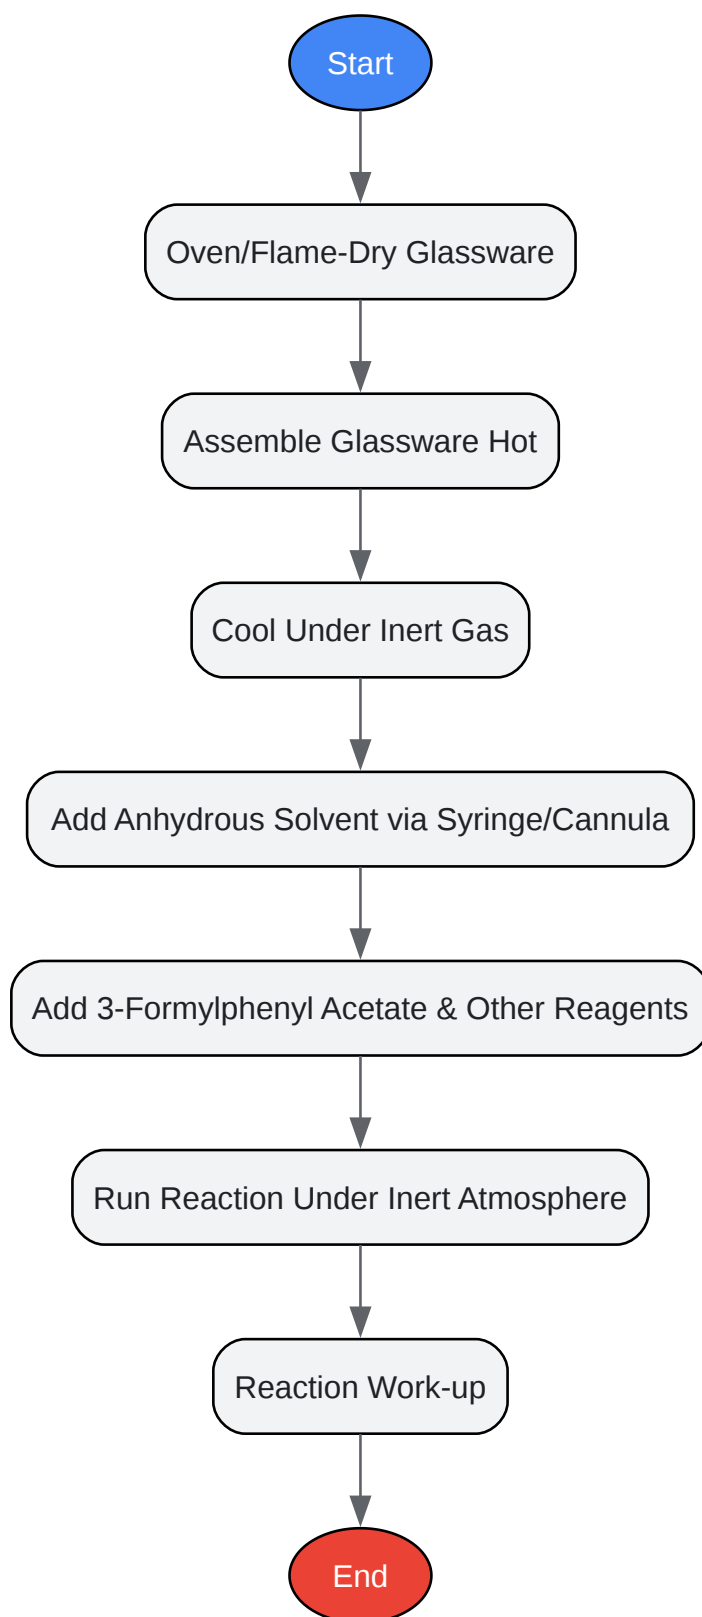 Start
Oven/Flame-Dry Glassware
Assemble Glassware Hot
Cool Under Inert Gas
Add Anhydrous Solvent via Syringe/Cannula
Add 3-Formylphenyl Acetate & Other Reagents
Run Reaction Under Inert Atmosphere
Reaction Work-up
End